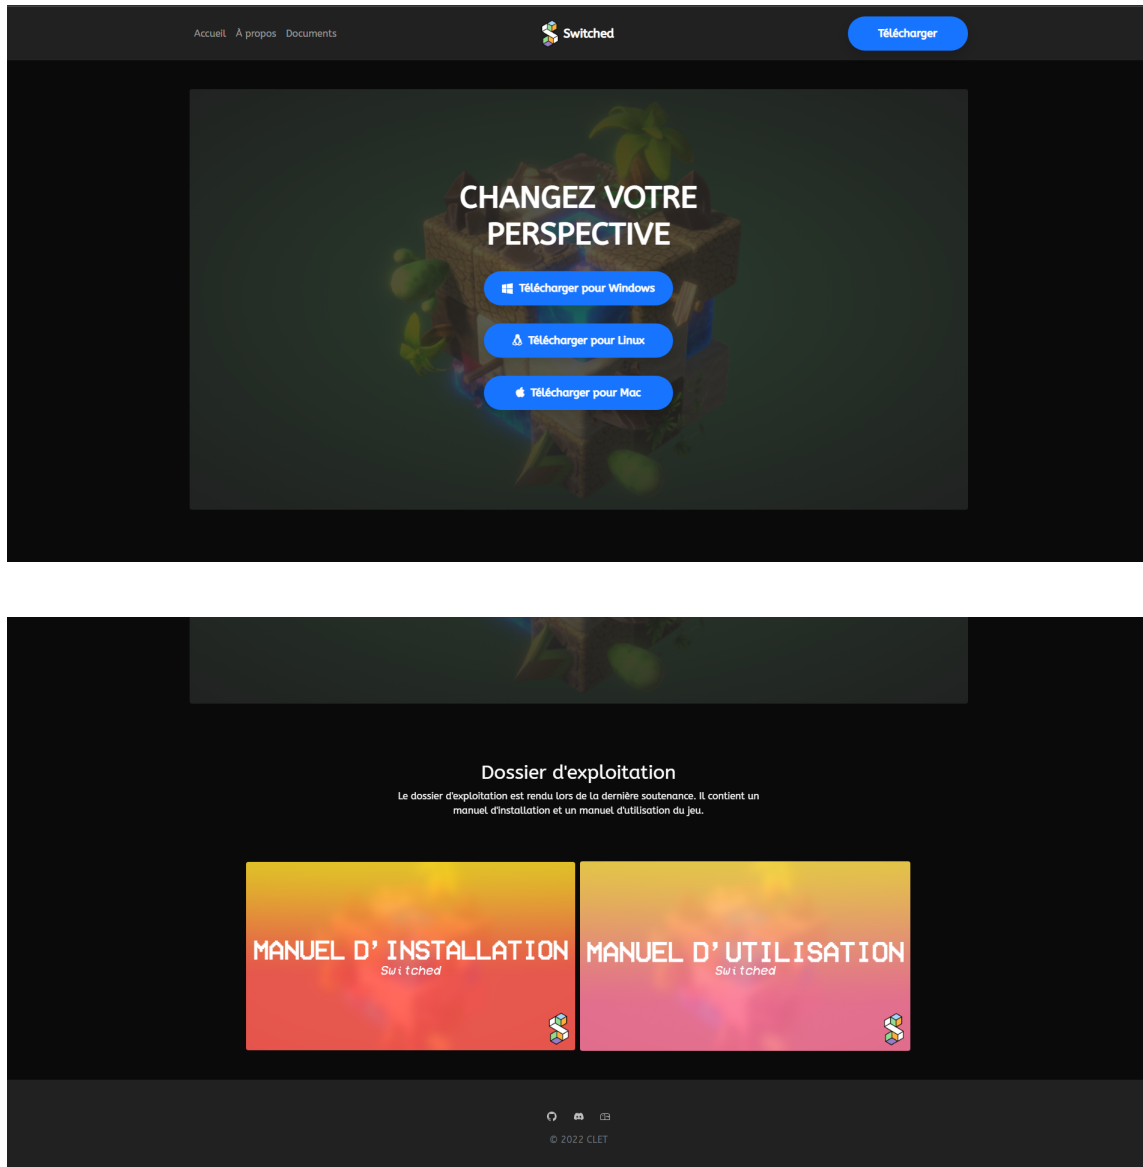 Accueil À propos Documents
Switched
Télécharger
CHANGEZ VOTRE
PERSPECTIVE
Télécharger pour Windows
Télécharger pour Linux
Télécharger pour Mac
Dossier d'exploitation
Le dossier d'exploitation est rendu lors de la dernière soutenance. Il contient un
manuel d'installation et un manuel d'utilisation du jeu.
MANUEL D'INSTALLATION
Switched
MANUEL D'UTILISATION
Switched
© 2022 CLET